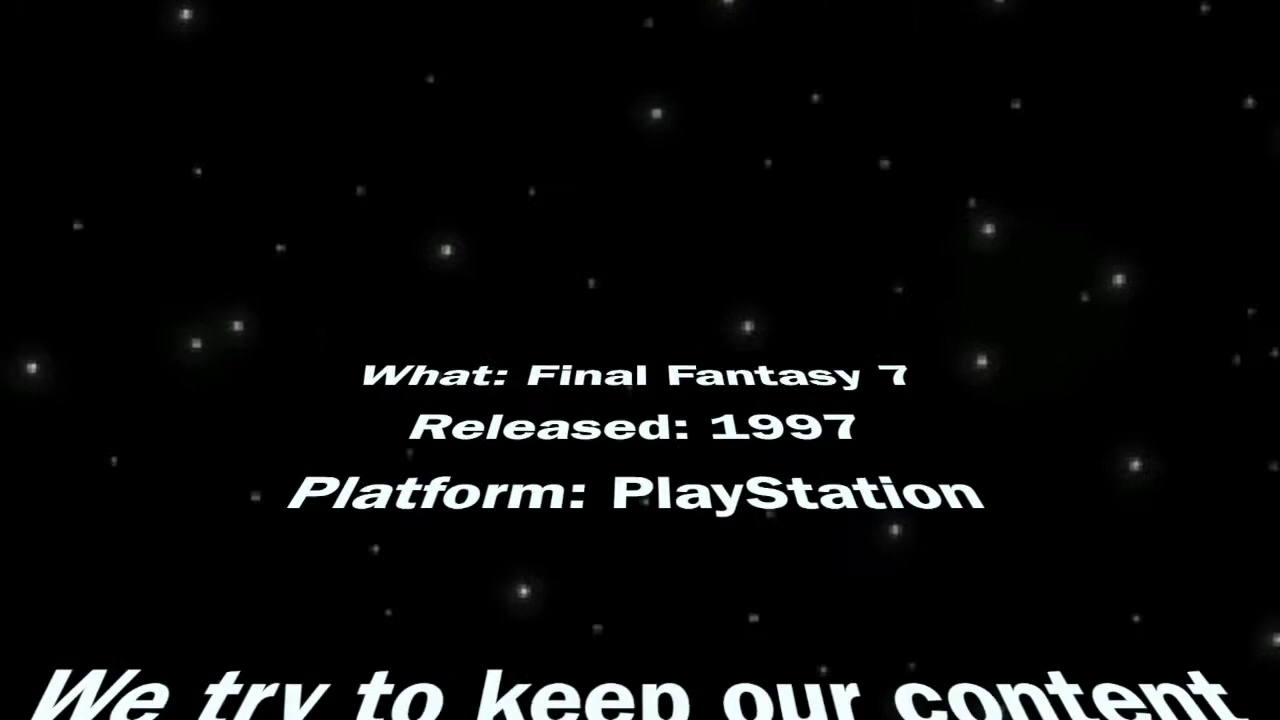 What: Final Fantasy 7
Released: 1997
Platform: PlayStation
We try to keep our content